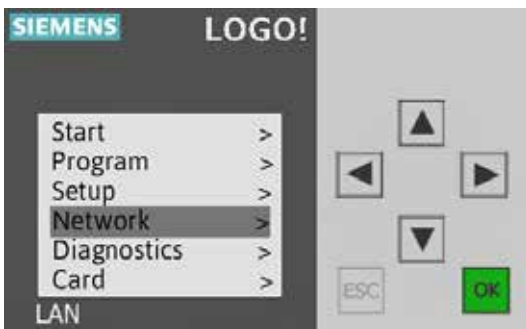 SIEMENS LOGO!
Start >
Program >
Setup >
Network >
Diagnostics >
Card >
LAN
ESC
OK